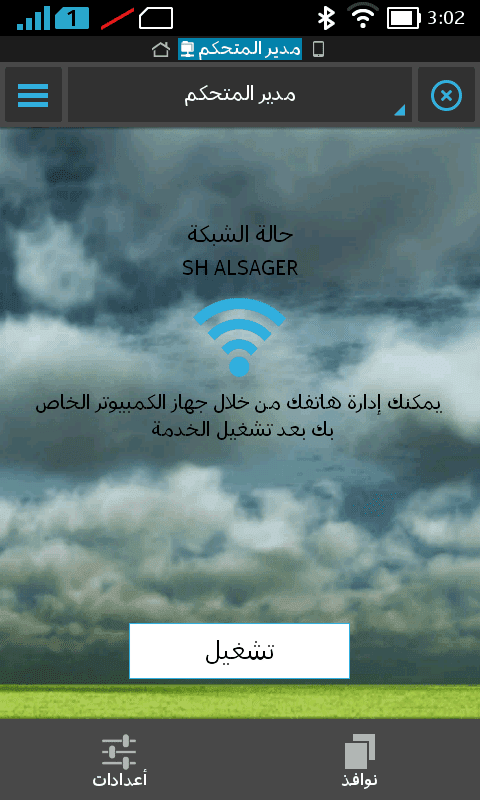 1
3:02
مدير المتحكم
مدير المتحكم
حالة الشبكة
SH ALSAGER
يمكنك إدارة هاتفك من خلال جهاز الكمبيوتر الخاص
بك بعد تشغيل الخدمة
تشغيل
أعدادات
نوافذ